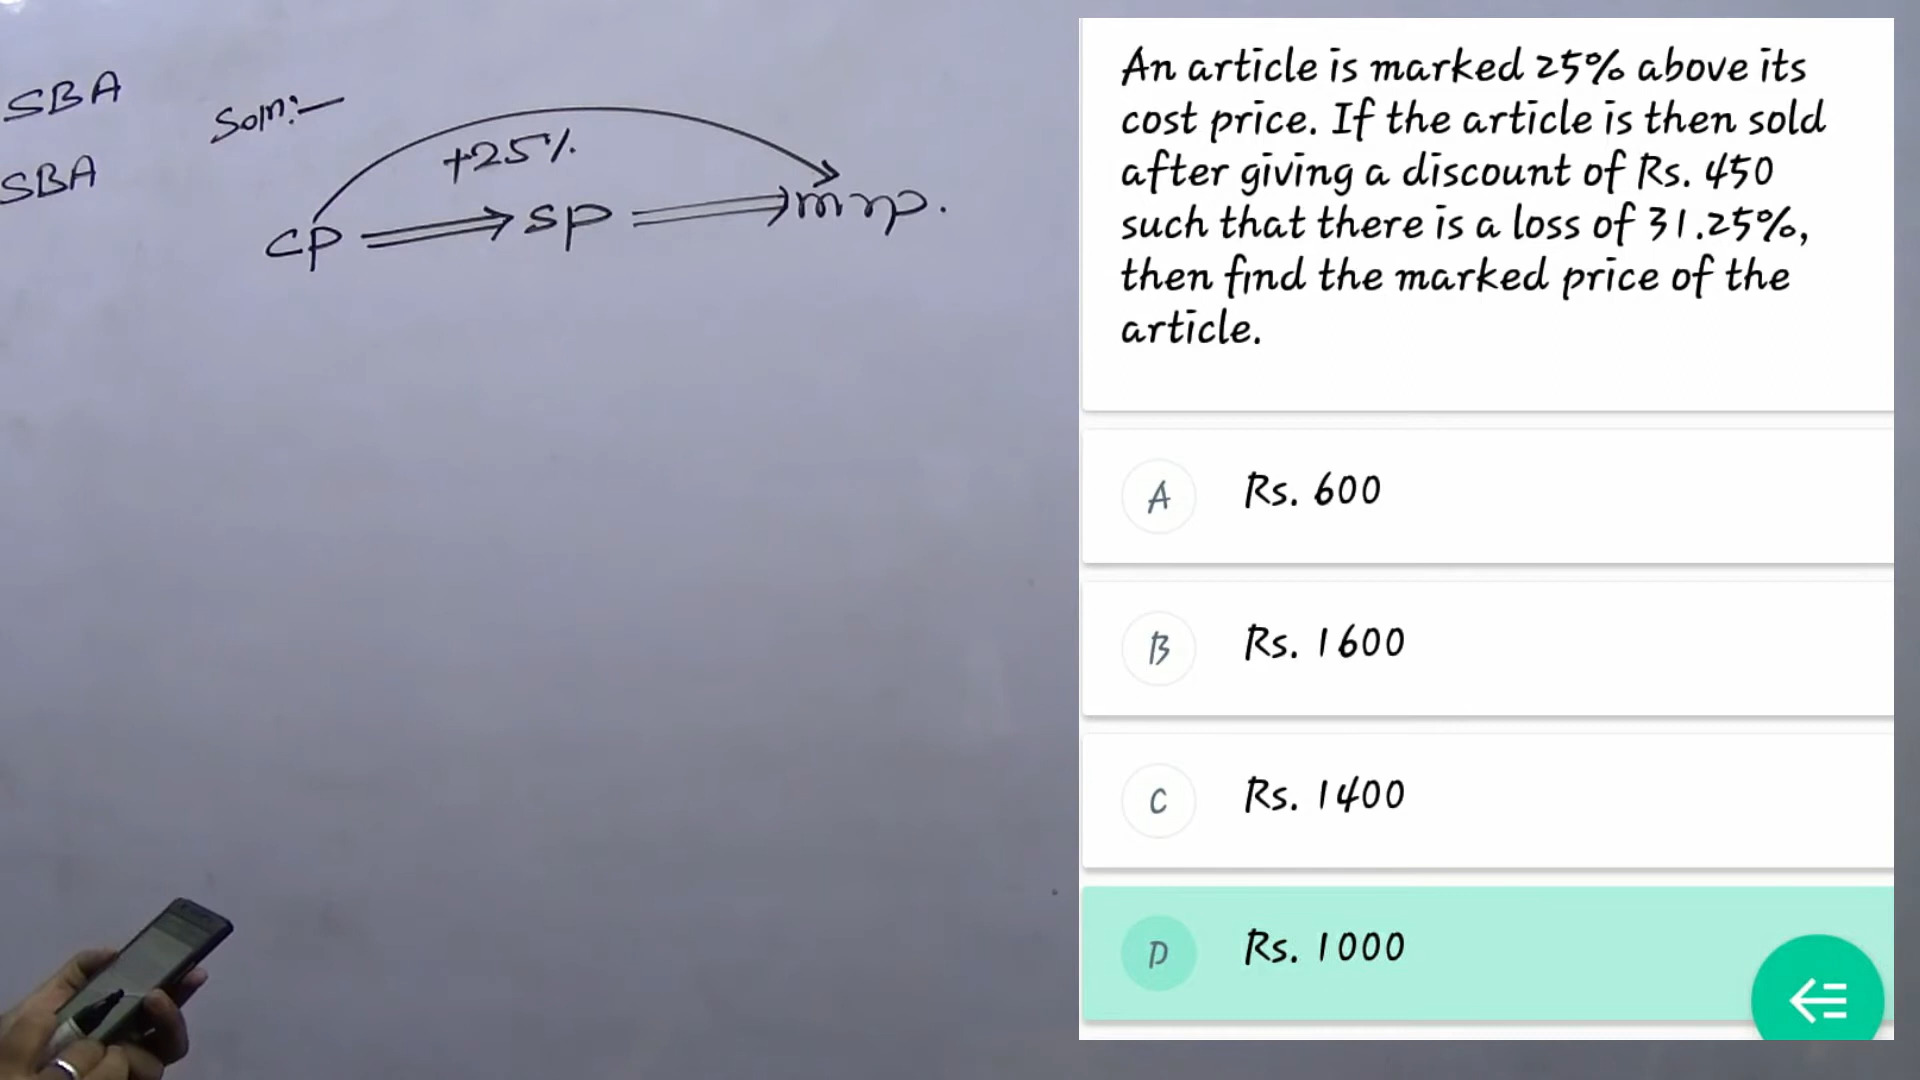 SBA
SBA
Soln:-
+25%
CP
SP
mrp.
An article is marked 25% above its
cost price. If the article is then sold
after giving a discount of Rs. 450
such that there is a loss of 31.25%,
then find the marked price of the
article.
A Rs. 600
B Rs. 1600
C Rs. 1400
D Rs. 1000